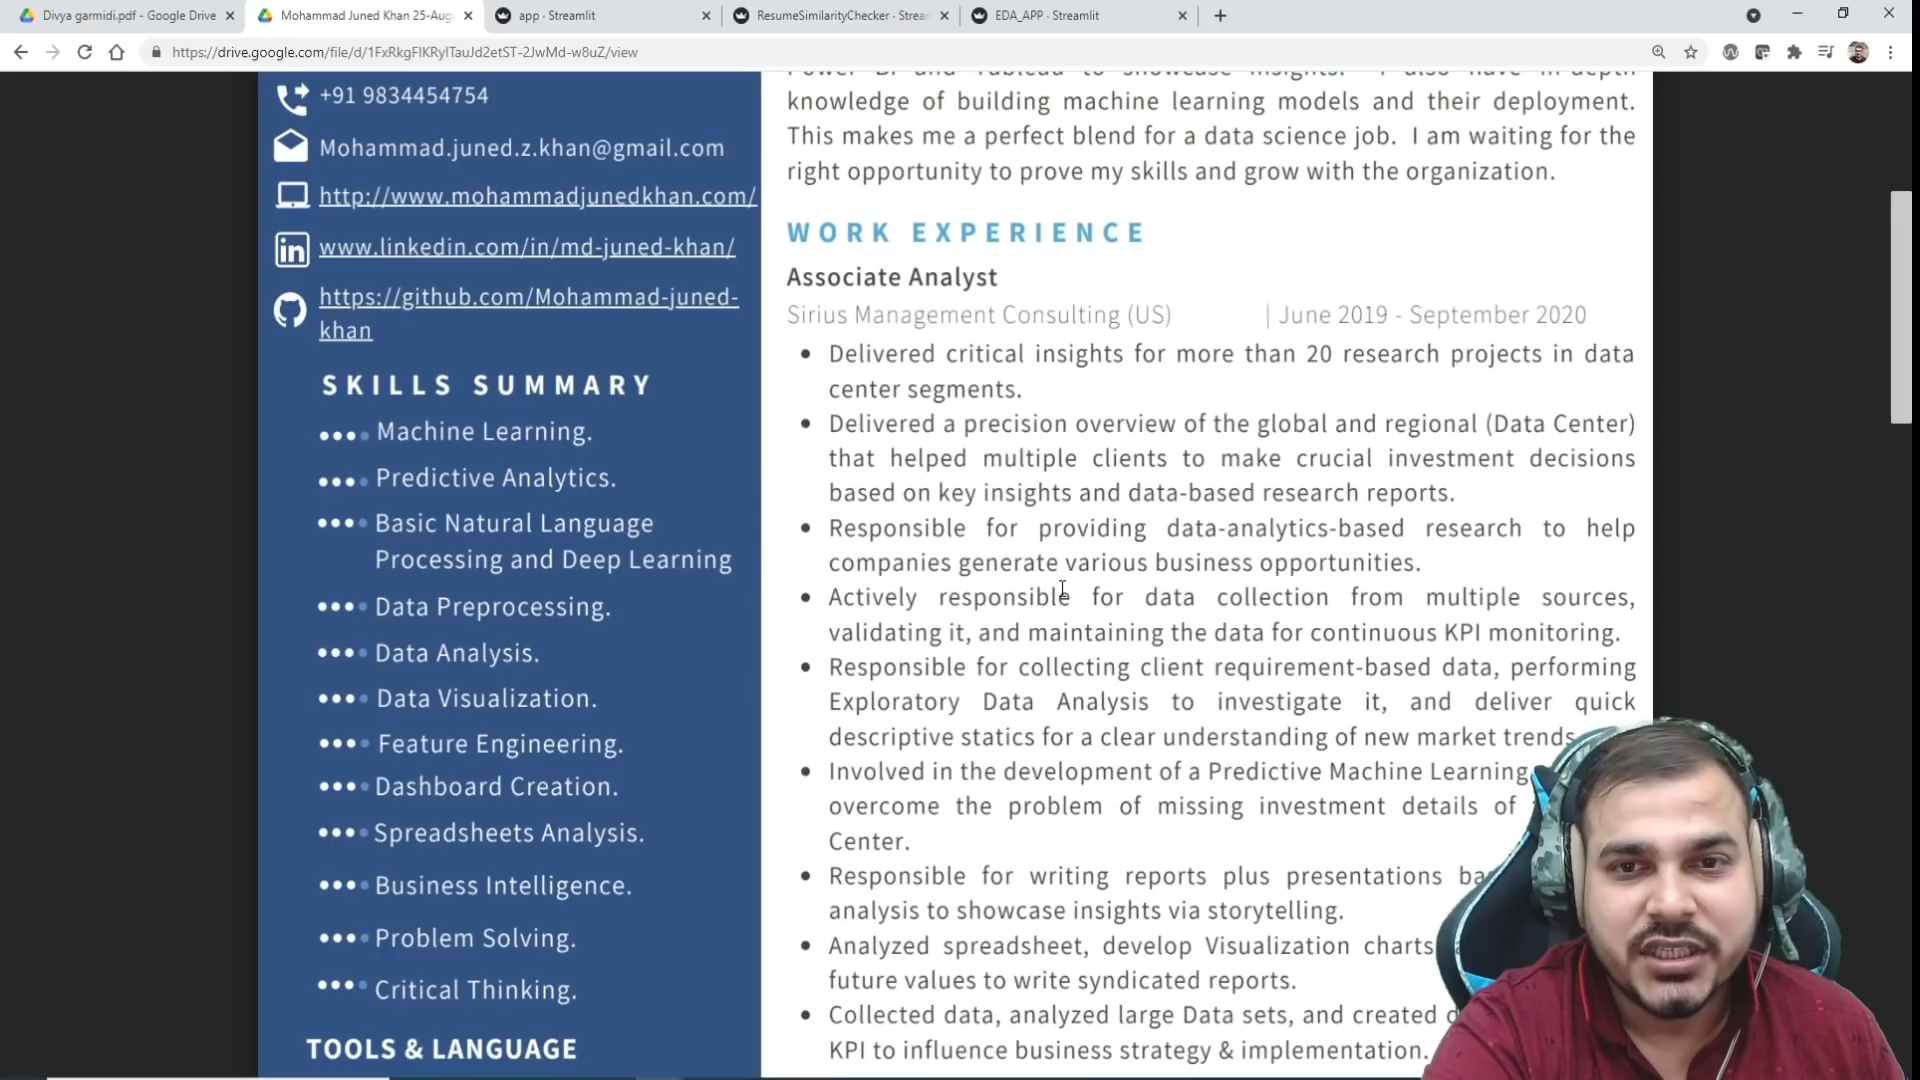 Divya garmidi.pdf - Google Drive
Mohammad Juned Khan 25-Aug
app · Streamlit
ResumeSimilarityChecker · Stream
EDA_APP · Streamlit
https://drive.google.com/file/d/1FxRkgFlKRylTauJd2etST-2JwMd-w8uZ/view
+91 9834454754
Mohammad.juned.z.khan@gmail.com
http://www.mohammadjunedkhan.com/
www.linkedin.com/in/md-juned-khan/
https://github.com/Mohammad-juned-
khan
SKILLS SUMMARY
Machine Learning.
Predictive Analytics.
Basic Natural Language
Processing and Deep Learning
Data Preprocessing.
Data Analysis.
Data Visualization.
Feature Engineering.
Dashboard Creation.
Spreadsheets Analysis.
Business Intelligence.
Problem Solving.
Critical Thinking.
TOOLS & LANGUAGE
Power BI and Tableau to showcase insights. I also have in-depth
knowledge of building machine learning models and their deployment.
This makes me a perfect blend for a data science job. I am waiting for the
right opportunity to prove my skills and grow with the organization.
WORK EXPERIENCE
Associate Analyst
Sirius Management Consulting (US) | June 2019 - September 2020
• Delivered critical insights for more than 20 research projects in data
center segments.
• Delivered a precision overview of the global and regional (Data Center)
that helped multiple clients to make crucial investment decisions
based on key insights and data-based research reports.
• Responsible for providing data-analytics-based research to help
companies generate various business opportunities.
• Actively responsible for data collection from multiple sources,
validating it, and maintaining the data for continuous KPI monitoring.
• Responsible for collecting client requirement-based data, performing
Exploratory Data Analysis to investigate it, and deliver quick
descriptive statics for a clear understanding of new market trends
• Involved in the development of a Predictive Machine Learning
overcome the problem of missing investment details of
Center.
• Responsible for writing reports plus presentations
analysis to showcase insights via storytelling.
• Analyzed spreadsheet, develop Visualization charts
future values to write syndicated reports.
• Collected data, analyzed large Data sets, and created
KPI to influence business strategy & implementation.